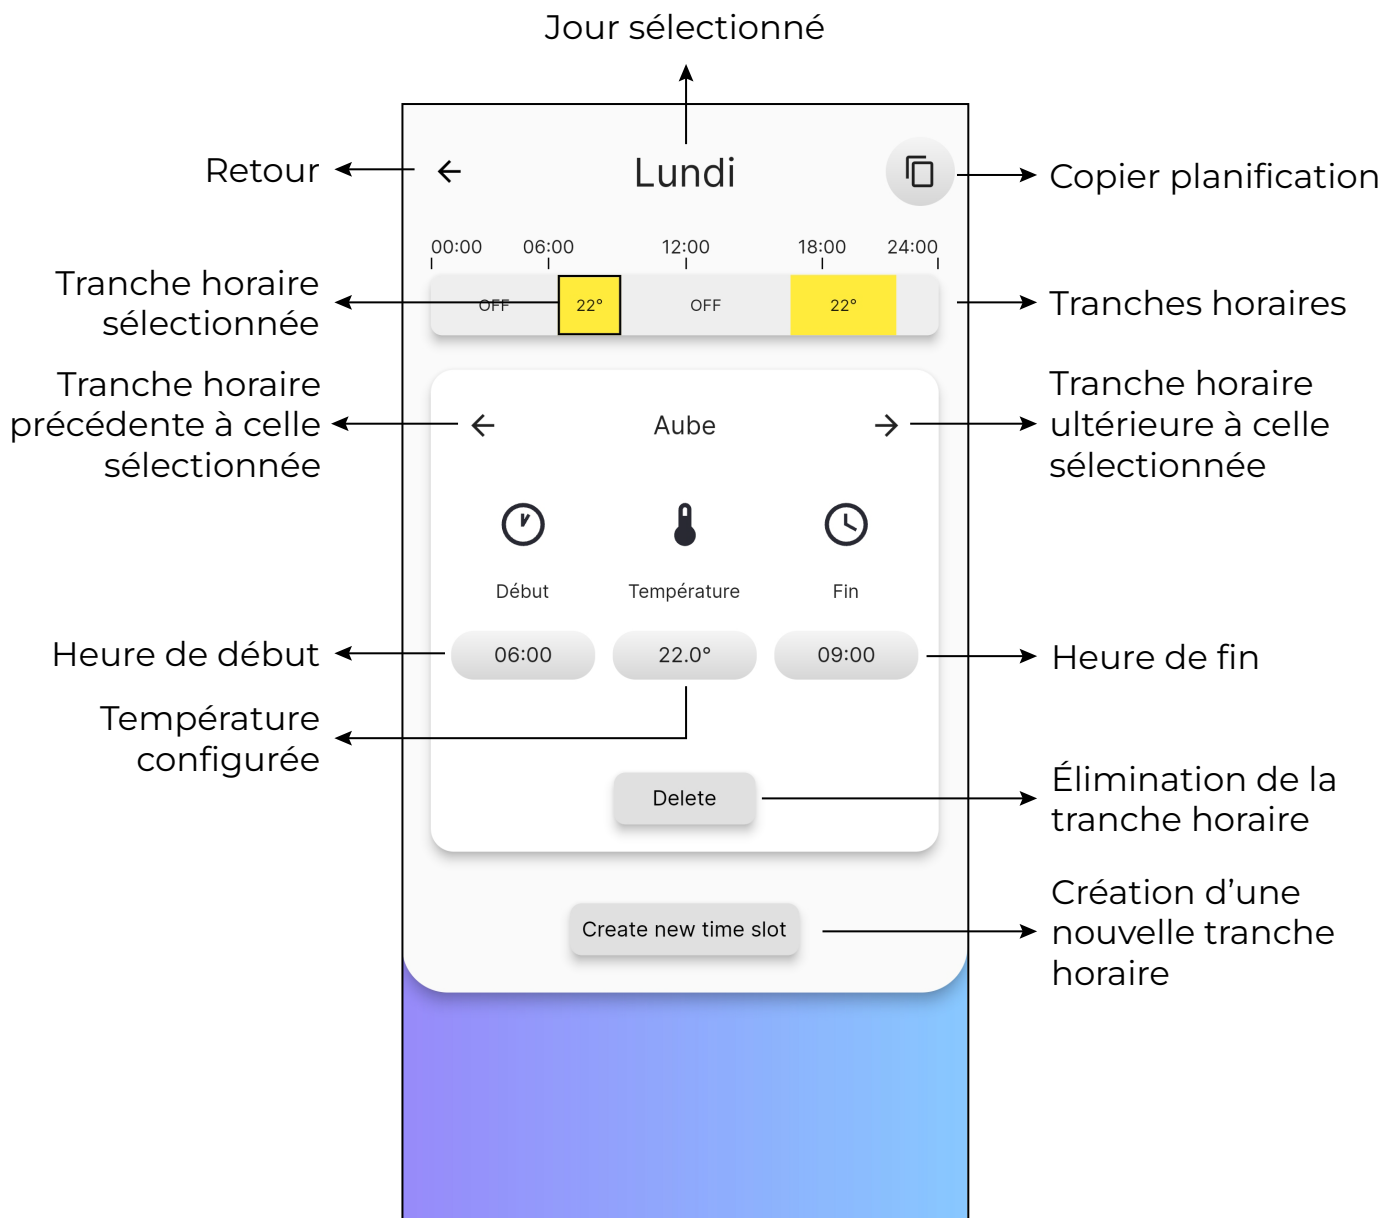 Jour sélectionné
Retour
Lundi
Copier planification
00:00 06:00 12:00 18:00 24:00
Tranche horaire
sélectionnée
OFF 22° OFF 22°
Tranches horaires
Tranche horaire
précédente à celle
sélectionnée
Aube
Tranche horaire
ultérieure à celle
sélectionnée
Début Température Fin
Heure de début
06:00 22.0° 09:00
Heure de fin
Température
configurée
Delete
Élimination de la
tranche horaire
Create new time slot
Création d’une
nouvelle tranche
horaire